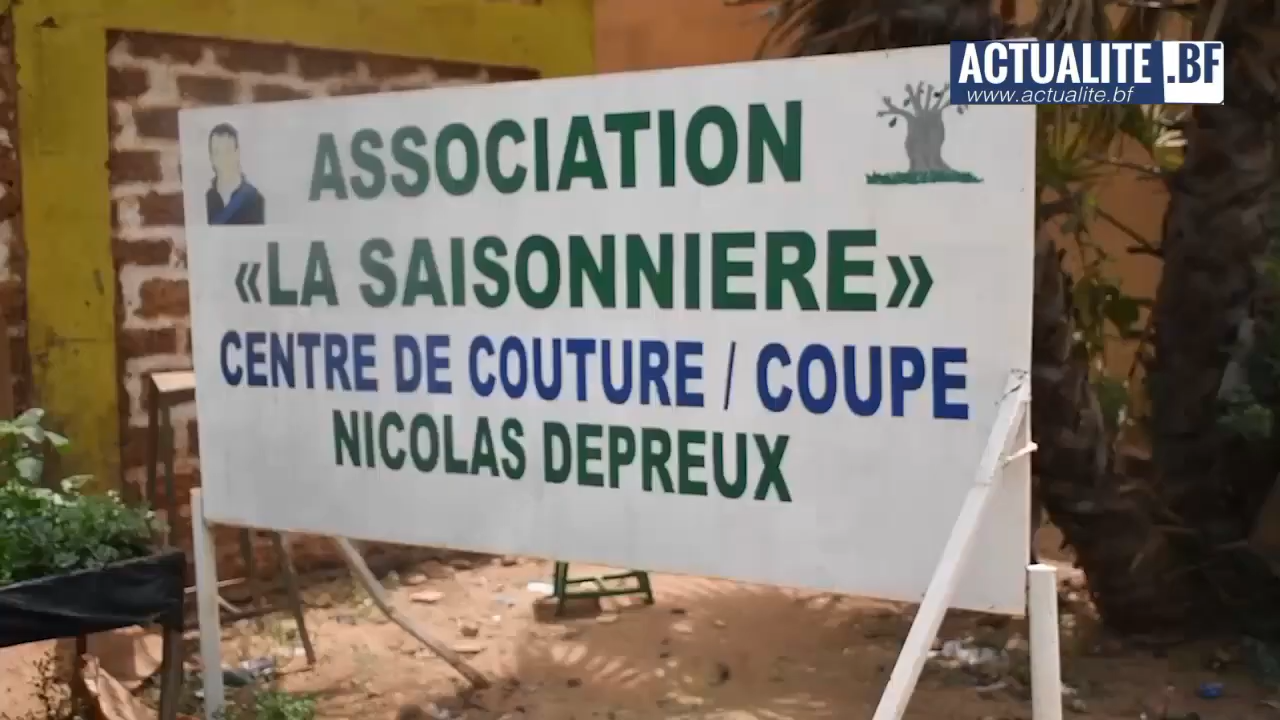 ACTUALITE.BF
www.actualite.bf
ASSOCIATION
«LA SAISONNIERE»
CENTRE DE COUTURE / COUPE
NICOLAS DEPREUX